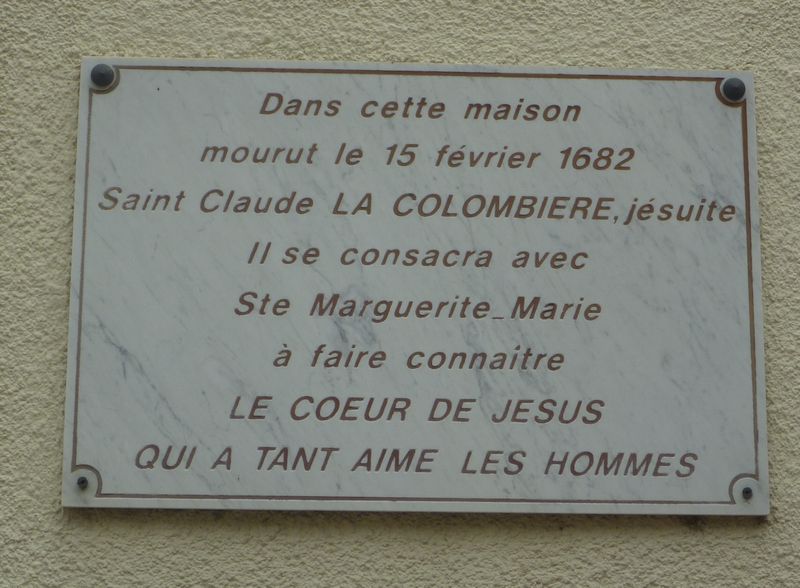 Dans cette maison
mourut le 15 février 1682
Saint Claude LA COLOMBIERE, jésuite
Il se consacra avec
Ste Marguerite_Marie
à faire connaître
LE COEUR DE JESUS
QUI A TANT AIME LES HOMMES